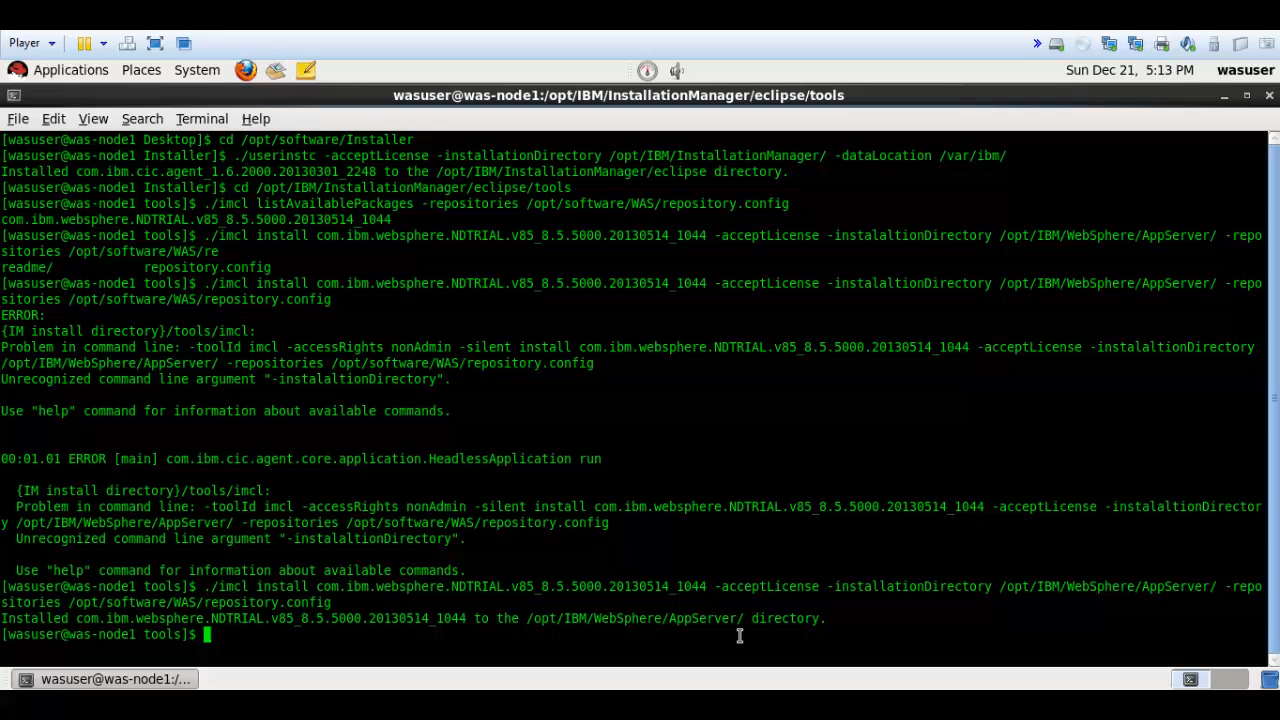 Player
Applications Places System
Sun Dec 21, 5:13 PM wasuser
wasuser@was-node1:/opt/IBM/InstallationManager/eclipse/tools
File Edit View Search Terminal Help
[wasuser@was-node1 Desktop]$ cd /opt/software/Installer
[wasuser@was-node1 Installer]$ ./userinstc -acceptLicense -installationDirectory /opt/IBM/InstallationManager/ -dataLocation /var/ibm/
Installed com.ibm.cic.agent_1.6.2000.20130301_2248 to the /opt/IBM/InstallationManager/eclipse directory.
[wasuser@was-node1 Installer]$ cd /opt/IBM/InstallationManager/eclipse/tools
[wasuser@was-node1 tools]$ ./imcl listAvailablePackages -repositories /opt/software/WAS/repository.config
com.ibm.websphere.NDTRIAL.v85_8.5.5000.20130514_1044
[wasuser@was-node1 tools]$ ./imcl install com.ibm.websphere.NDTRIAL.v85_8.5.5000.20130514_1044 -acceptLicense -instalaltionDirectory /opt/IBM/WebSphere/AppServer/ -repo
sitories /opt/software/WAS/re
readme/ repository.config
[wasuser@was-node1 tools]$ ./imcl install com.ibm.websphere.NDTRIAL.v85_8.5.5000.20130514_1044 -acceptLicense -instalaltionDirectory /opt/IBM/WebSphere/AppServer/ -repo
sitories /opt/software/WAS/repository.config
ERROR:
{IM install directory}/tools/imcl:
Problem in command line: -toolId imcl -accessRights nonAdmin -silent install com.ibm.websphere.NDTRIAL.v85_8.5.5000.20130514_1044 -acceptLicense -instalaltionDirectory
/opt/IBM/WebSphere/AppServer/ -repositories /opt/software/WAS/repository.config
Unrecognized command line argument "-instalaltionDirectory".
Use "help" command for information about available commands.
00:01.01 ERROR [main] com.ibm.cic.agent.core.application.HeadlessApplication run
{IM install directory}/tools/imcl:
Problem in command line: -toolId imcl -accessRights nonAdmin -silent install com.ibm.websphere.NDTRIAL.v85_8.5.5000.20130514_1044 -acceptLicense -instalaltionDirector
y /opt/IBM/WebSphere/AppServer/ -repositories /opt/software/WAS/repository.config
Unrecognized command line argument "-instalaltionDirectory".
Use "help" command for information about available commands.
[wasuser@was-node1 tools]$ ./imcl install com.ibm.websphere.NDTRIAL.v85_8.5.5000.20130514_1044 -acceptLicense -installationDirectory /opt/IBM/WebSphere/AppServer/ -repo
sitories /opt/software/WAS/repository.config
Installed com.ibm.websphere.NDTRIAL.v85_8.5.5000.20130514_1044 to the /opt/IBM/WebSphere/AppServer/ directory.
[wasuser@was-node1 tools]$
wasuser@was-node1:/...